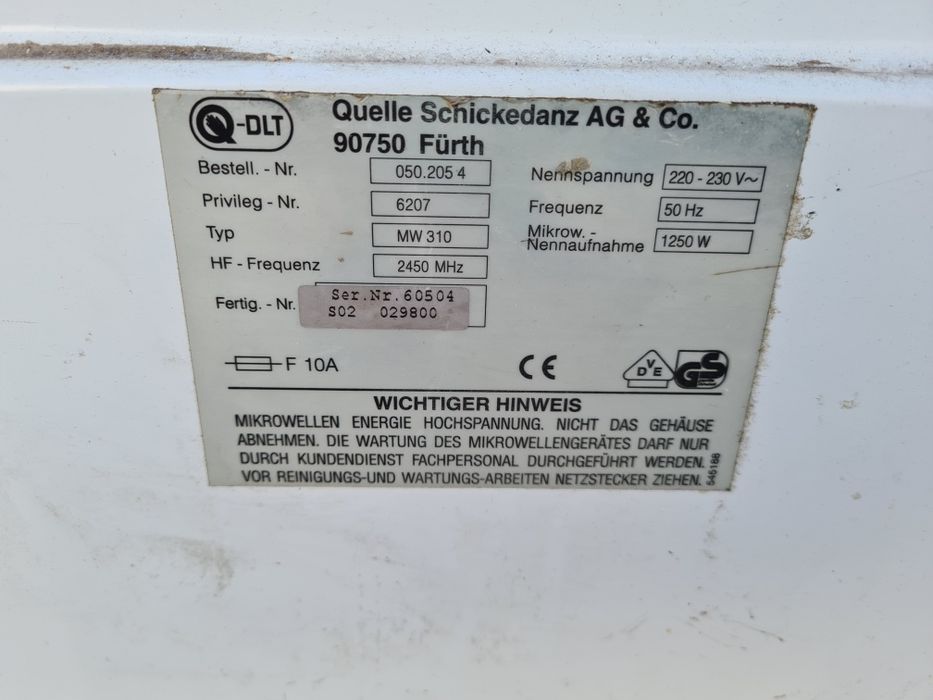 Q-DLT
Quelle Schickedanz AG & Co.
90750 Fürth
Bestell. - Nr. 050.205 4
Privileg - Nr. 6207
Typ MW 310
HF - Frequenz 2450 MHz
Fertig. - Nr. Ser.Nr.60504
S02 029800
Nennspannung 220 - 230 V~
Frequenz 50 Hz
Mikrow. -
Nennaufnahme 1250 W
F 10A
CE
DVE
GS
WICHTIGER HINWEIS
MIKROWELLEN ENERGIE HOCHSPANNUNG. NICHT DAS GEHÄUSE
ABNEHMEN. DIE WARTUNG DES MIKROWELLENGERÄTES DARF NUR
DURCH KUNDENDIENST FACHPERSONAL DURCHGEFÜHRT WERDEN.
VOR REINIGUNGS-UND WARTUNGS-ARBEITEN NETZSTECKER ZIEHEN.